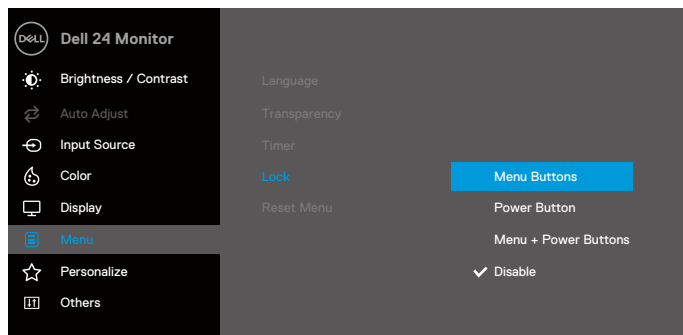 DELL
Dell 24 Monitor
Brightness / Contrast
Auto Adjust
Input Source
Color
Display
Menu
Personalize
Others
Language
Transparency
Timer
Lock
Reset Menu
Menu Buttons
Power Button
Menu + Power Buttons
Disable